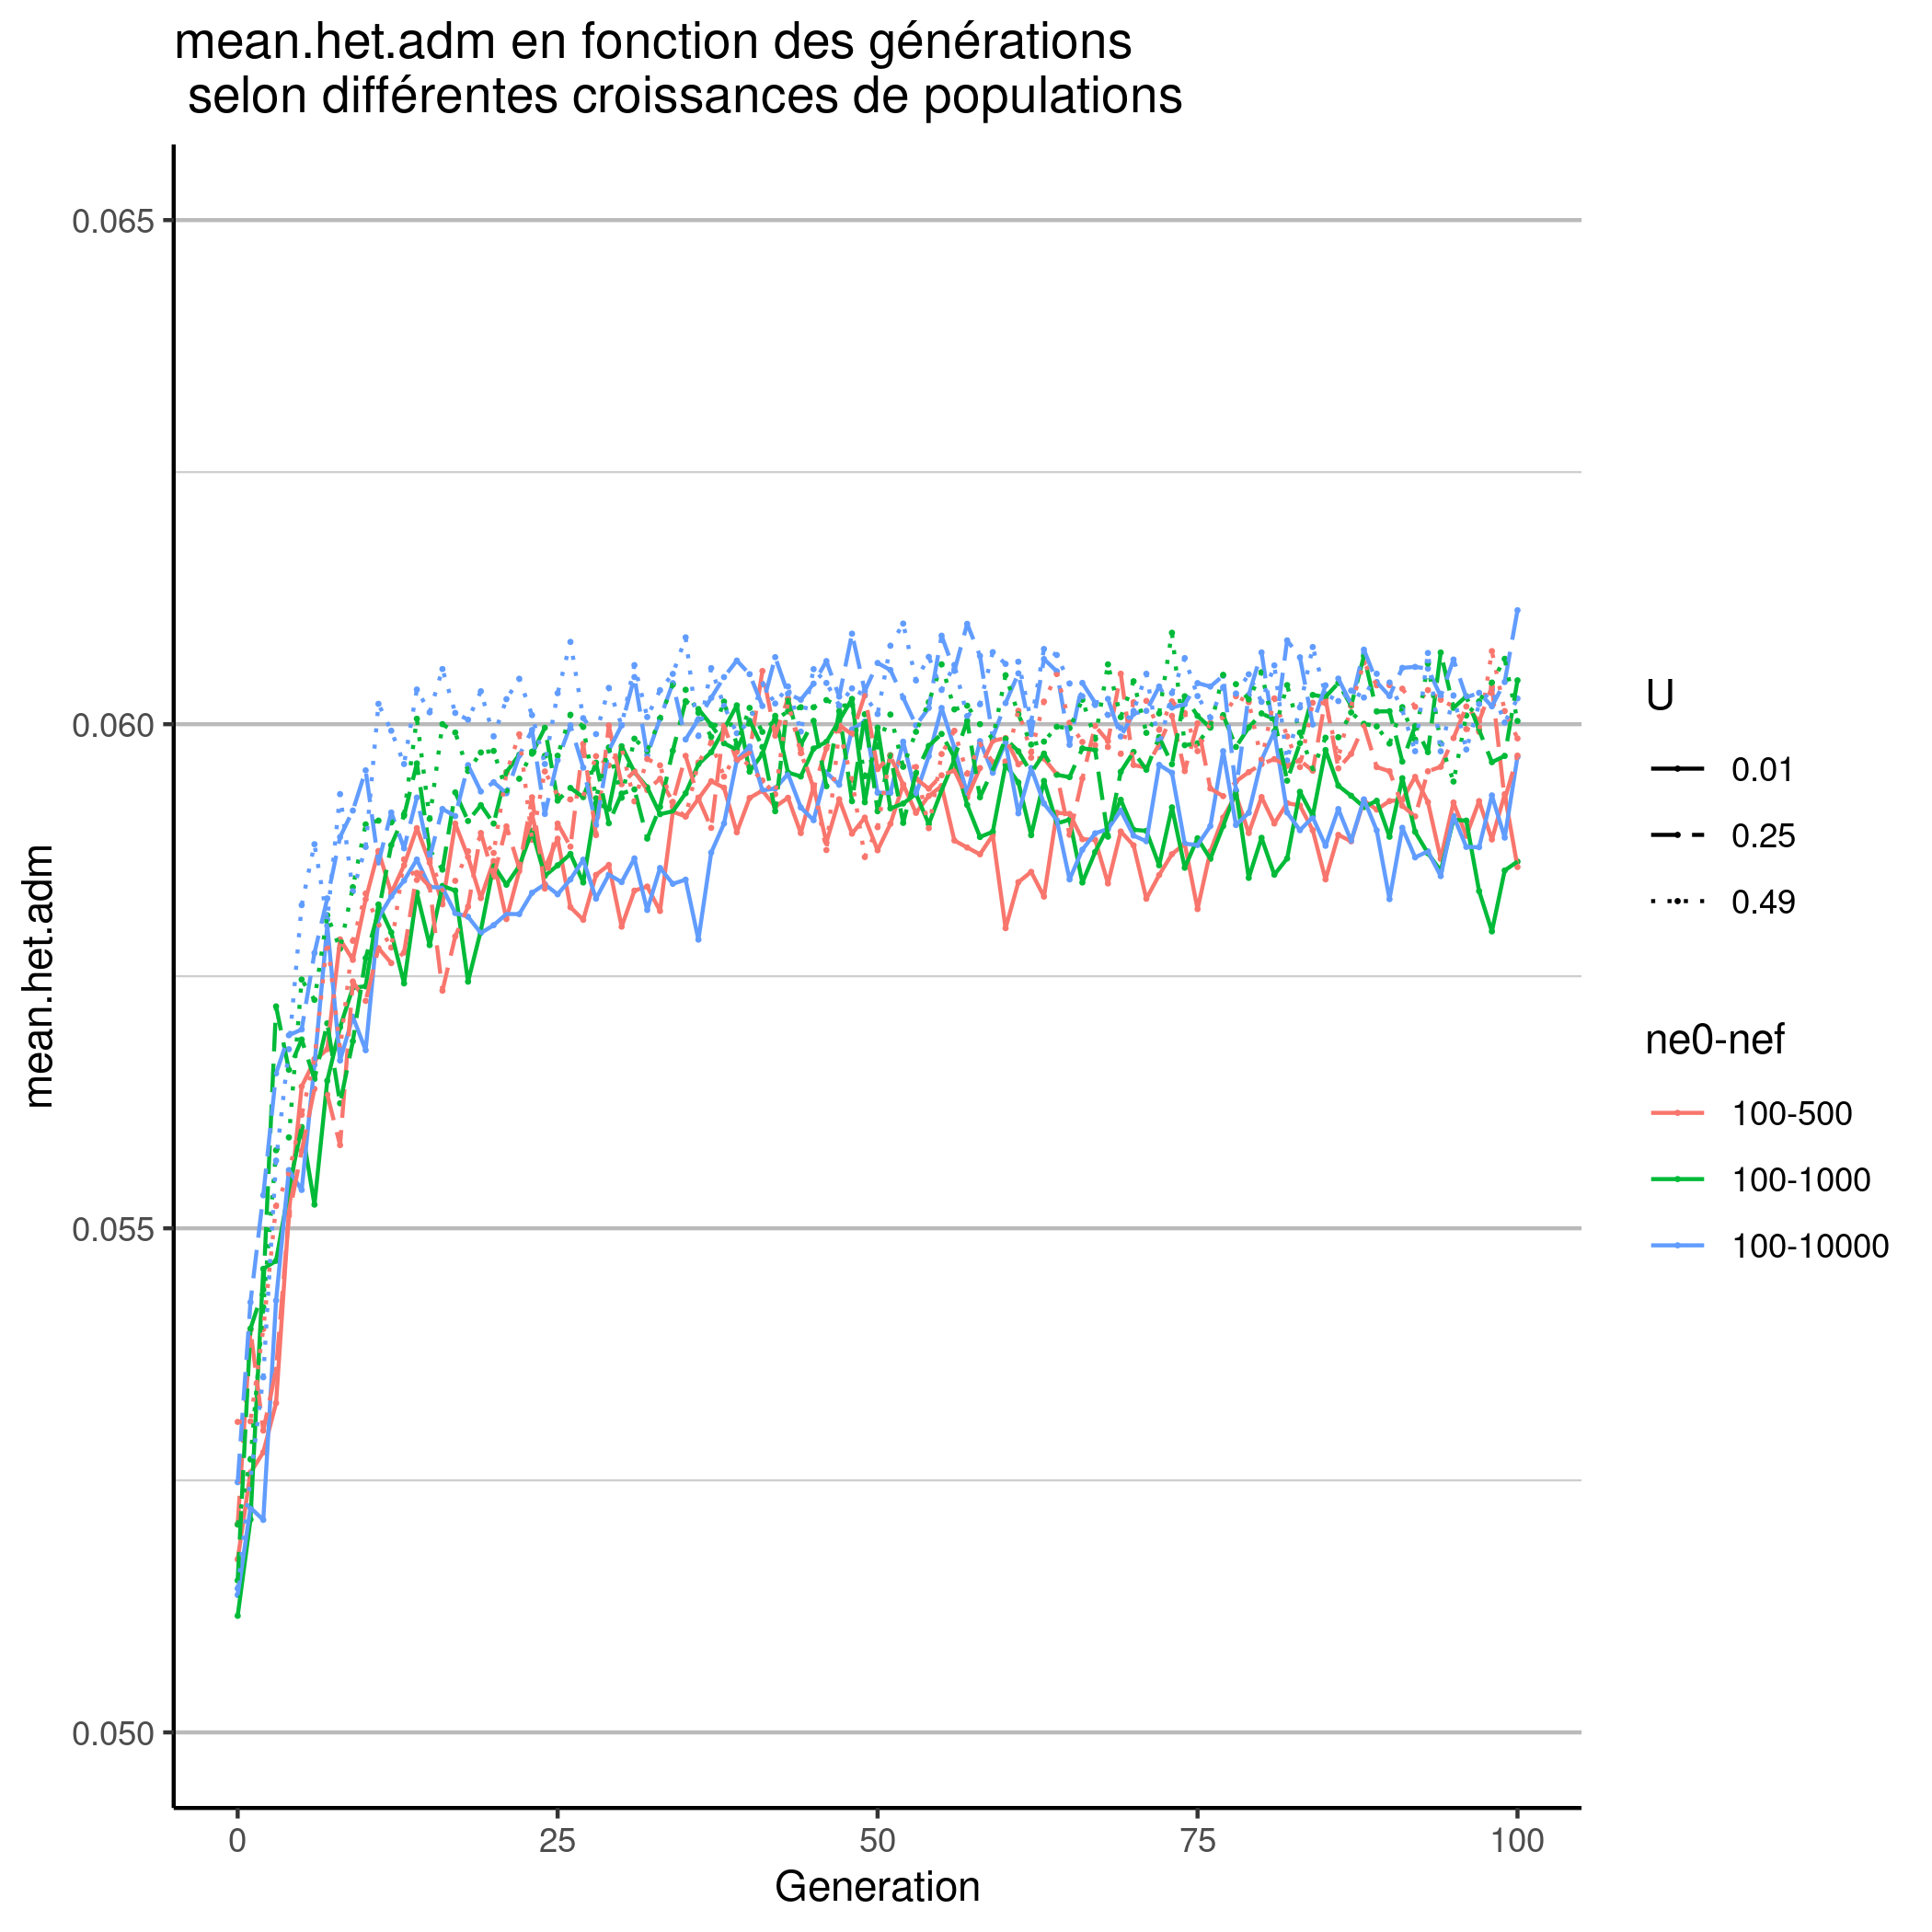 mean.het.adm en fonction des générations
selon différentes croissances de populations
0.065
0.060
0.055
0.050
mean.het.adm
0
25
50
75
100
Generation
U
0.01
0.25
0.49
ne0-nef
100-500
100-1000
100-10000